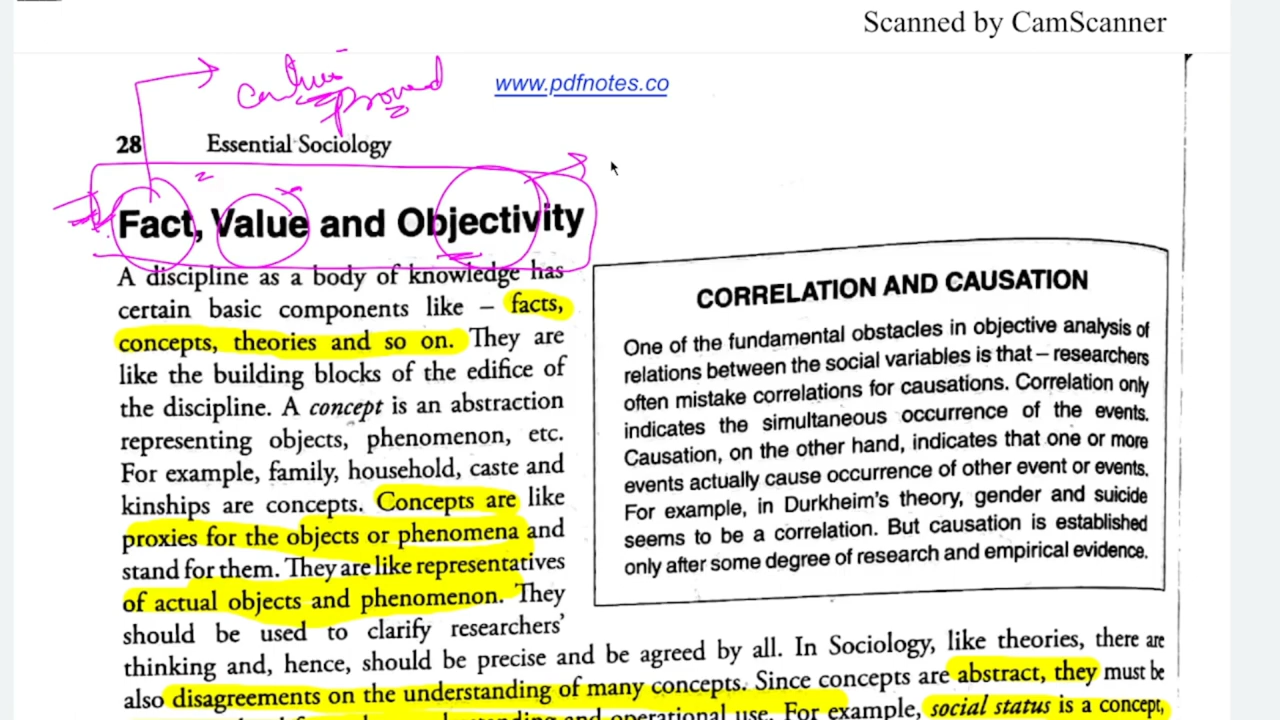 Scanned by CamScanner
www.pdfnotes.co
proved
28 Essential Sociology
Fact, Value and Objectivity
A discipline as a body of knowledge has
certain basic components like – facts,
concepts, theories and so on. They are
like the building blocks of the edifice of
the discipline. A concept is an abstraction
representing objects, phenomenon, etc.
For example, family, household, caste and
kinships are concepts. Concepts are like
proxies for the objects or phenomena and
stand for them. They are like representatives
of actual objects and phenomenon. They
should be used to clarify researchers'
CORRELATION AND CAUSATION
One of the fundamental obstacles in objective analysis of
relations between the social variables is that – researchers
often mistake correlations for causations. Correlation only
indicates the simultaneous occurrence of the events.
Causation, on the other hand, indicates that one or more
events actually cause occurrence of other event or events.
For example, in Durkheim's theory, gender and suicide
seems to be a correlation. But causation is established
only after some degree of research and empirical evidence.
thinking and, hence, should be precise and be agreed by all. In Sociology, like theories, there are
also disagreements on the understanding of many concepts. Since concepts are abstract, they must be
and operational use. For example, social status is a concept,